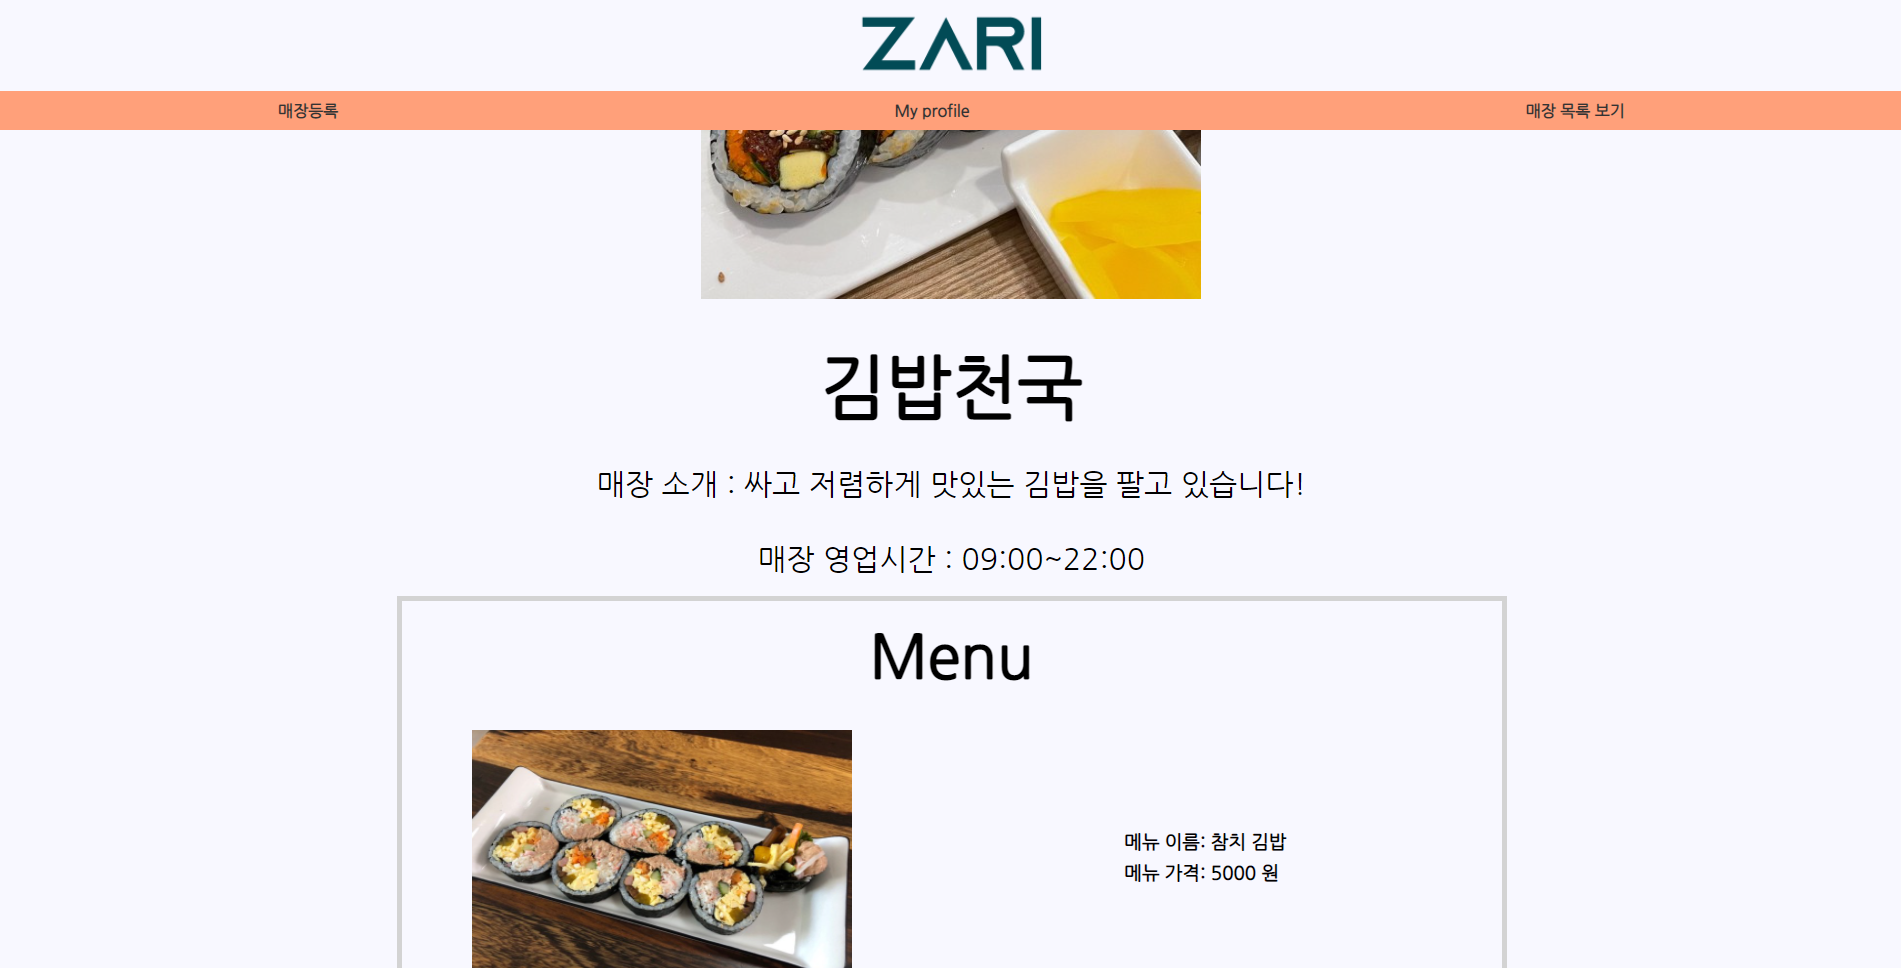 ZARI
매장등록
My profile
매장 목록 보기
김밥천국
매장 소개 : 싸고 저렴하게 맛있는 김밥을 팔고 있습니다!
매장 영업시간 : 09:00~22:00
Menu
메뉴 이름: 참치 김밥
메뉴 가격: 5000 원